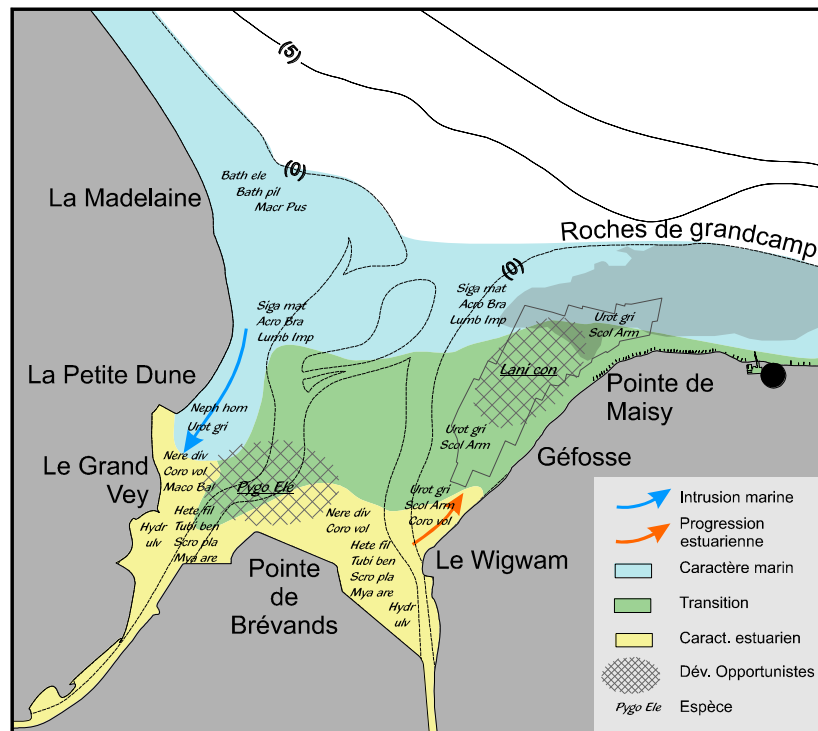 (5)
(0)
Bath ele
Bath pil
Macr Pus
La Madelaine
Roches de grandcamp
(0)
Siga mat
Acro Bra
Lumb Imp
Siga mat
Acro Bra
Lumb Imp
Urot gri
Scol Arm
La Petite Dune
Lani con
Pointe de
Maisy
Neph hom
Urot gri
Urot gri
Scol Arm
Géfosse
Le Grand
Vey
Nere div
Coro vol
Maco Bal
Pygo Ele
Urot gri
Scol Arm
Coro vol
Hete fil
Tubi ben
Scro pla
Mya are
Hydr
ulv
Nere div
Coro vol
Hete fil
Tubi ben
Scro pla
Mya are
Hydr
ulv
Le Wigwam
Pointe
de
Brévands
Intrusion marine
Progression
estuarienne
Caractère marin
Transition
Caract. estuarien
Dév. Opportunistes
Pygo Ele
Espèce